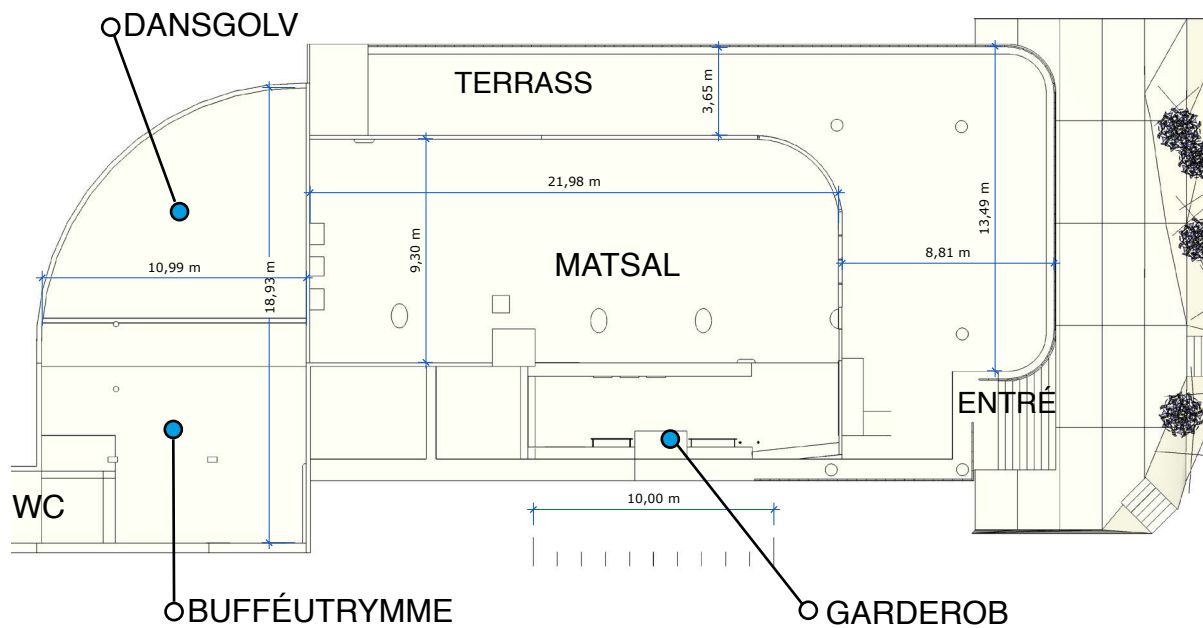 DANSGOLV
TERRASS
3,65 m
21,98 m
13,49 m
9,30 m
MATSAL
8,81 m
10,99 m
18,93 m
ENTRÉ
WC
10,00 m
BUFFÉUTRYMME
GARDEROB